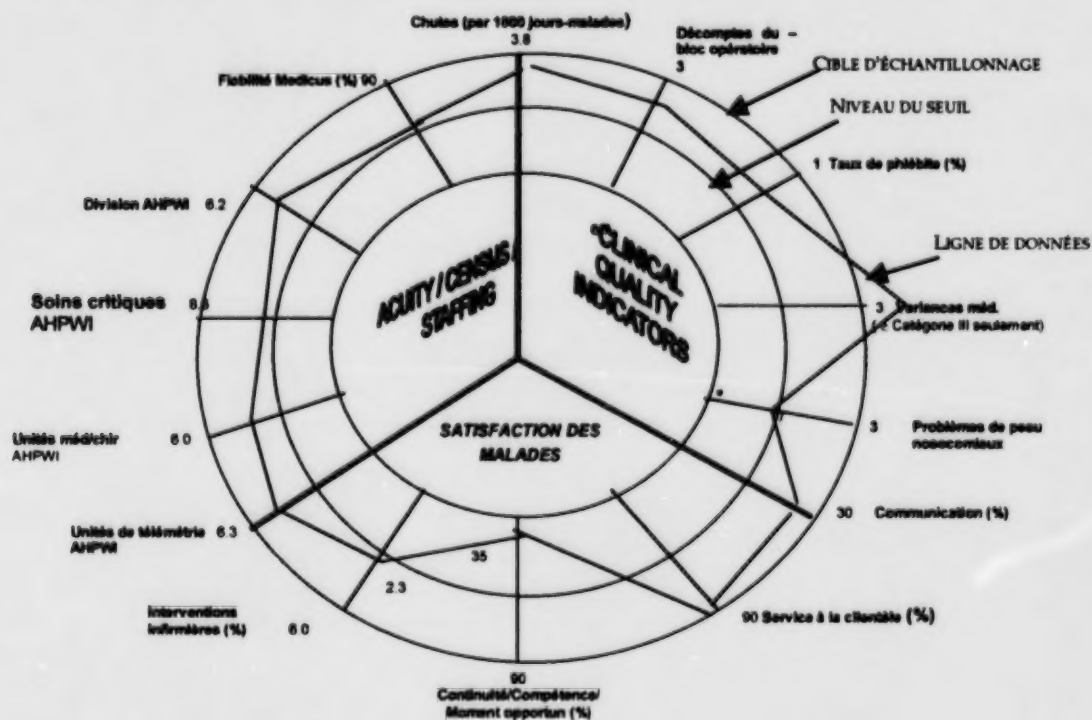 Chutes (par 1000 jours-malades)
3.8
Décomptes du –
bloc opératoire
3
CIBLE D'ÉCHANTILLONNAGE
Fiabilité Medicus (%) 90
NIVEAU DU SEUIL
1 Taux de phlébite (%)
Division AHPWI 6.2
LIGNE DE DONNÉES
ACUITY / CENSUS /
STAFFING
CLINICAL
QUALITY
INDICATORS
Soins critiques
AHPWI
3 Variances méd.
(≥ Catégorie III seulement)
Unités méd/chir 6.0
AHPWI
3 Problèmes de peau
nosocomiaux
SATISFACTION DES
MALADES
30 Communication (%)
Unités de télémétrie 6.3
AHPWI
35
2.3
Interventions
infirmières (%) 6.0
90 Service à la clientèle (%)
90
Continuité/Compétence/
Moment opportun (%)